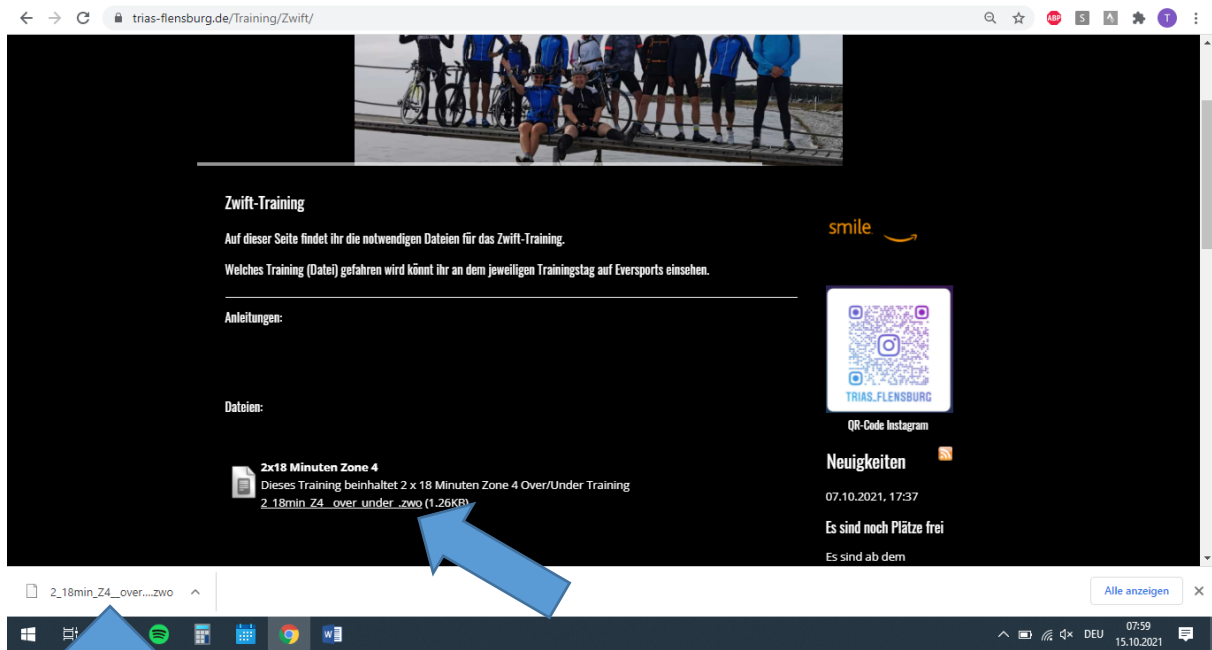 trias-flensburg.de/Training/Zwift/
ABP
S
T
Zwift-Training
Auf dieser Seite findet ihr die notwendigen Dateien für das Zwift-Training.
Welches Training (Datei) gefahren wird könnt ihr an dem jeweiligen Trainingstag auf Eversports einsehen.
Anleitungen:
Dateien:
2x18 Minuten Zone 4
Dieses Training beinhaltet 2 x 18 Minuten Zone 4 Over/Under Training
2_18min_Z4__over_under_.zwo (1.26KB)
smile
TRIAS_FLENSBURG
QR-Code Instagram
Neuigkeiten
07.10.2021, 17:37
Es sind noch Plätze frei
Es sind ab dem
2_18min_Z4__over....zwo
Alle anzeigen
W
DEU
07:59
15.10.2021